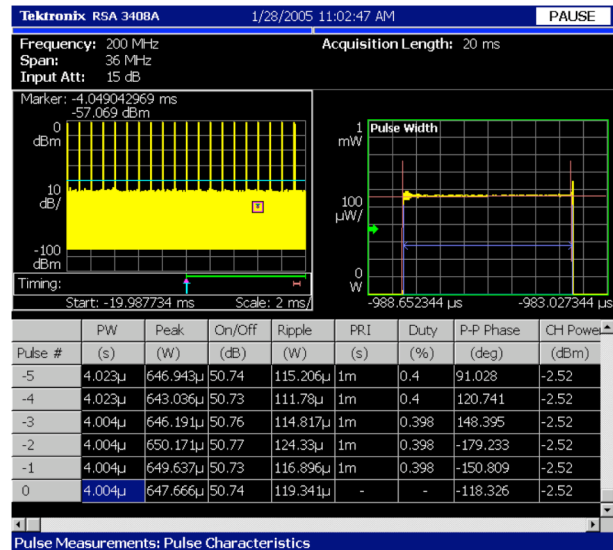 Tektronix RSA 3408A 1/28/2005 11:02:47 AM PAUSE
Frequency: 200 MHz Acquisition Length: 20 ms
Span: 36 MHz
Input Att: 15 dB
Marker: -4.049042969 ms
-57.069 dBm
0
dBm
10
dB/
-100
dBm
Timing:
Start: -19.987734 ms Scale: 2 ms/
1
mW
Pulse Width
100
µW/
0
W
-988.652344 µs -983.027344 µs
PW Peak On/Off Ripple PRI Duty P-P Phase CH Power
Pulse # (s) (W) (dB) (W) (s) (%) (deg) (dBm)
-5 4.023µ 646.943µ 50.74 115.206µ 1m 0.4 91.028 -2.52
-4 4.023µ 643.036µ 50.73 111.78µ 1m 0.4 120.741 -2.52
-3 4.004µ 646.191µ 50.76 114.817µ 1m 0.398 148.395 -2.52
-2 4.004µ 650.171µ 50.77 124.33µ 1m 0.398 -179.233 -2.52
-1 4.004µ 649.637µ 50.73 116.896µ 1m 0.398 -150.809 -2.52
0 4.004µ 647.666µ 50.74 119.341µ - - -118.326 -2.52
Pulse Measurements: Pulse Characteristics